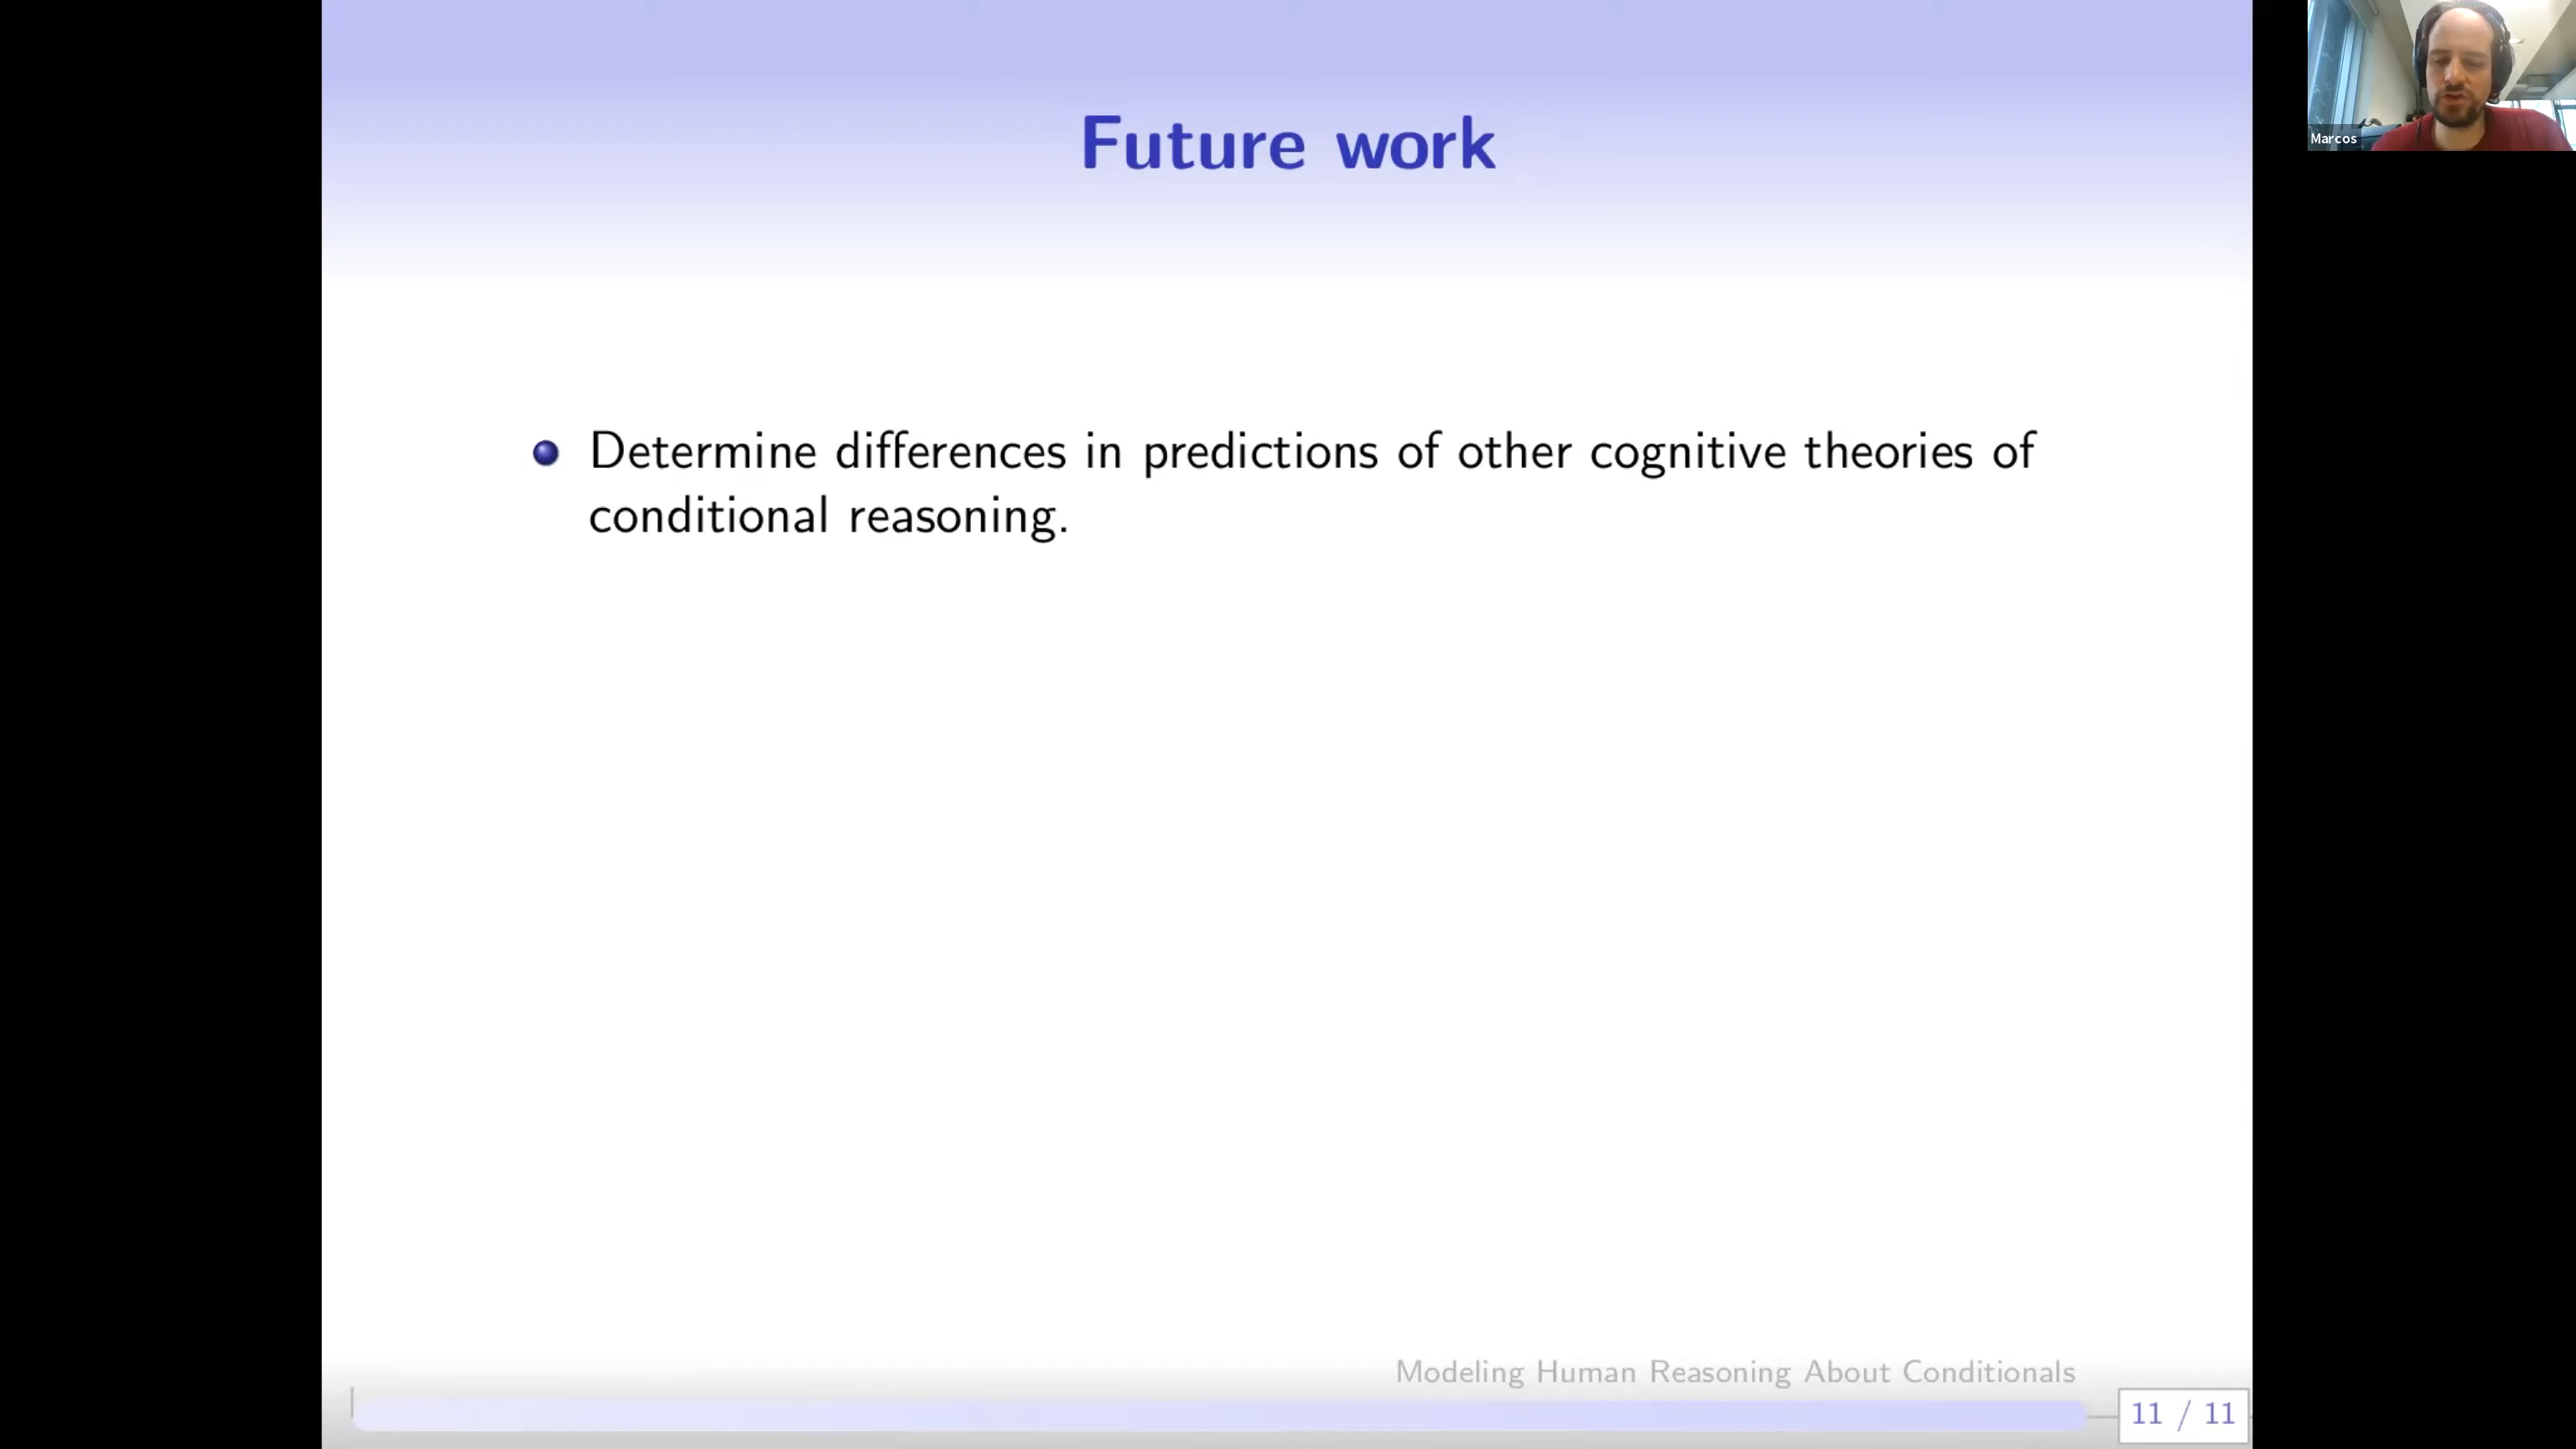 Future work
Marcos
Determine differences in predictions of other cognitive theories of
conditional reasoning.
Modeling Human Reasoning About Conditionals
11 / 11